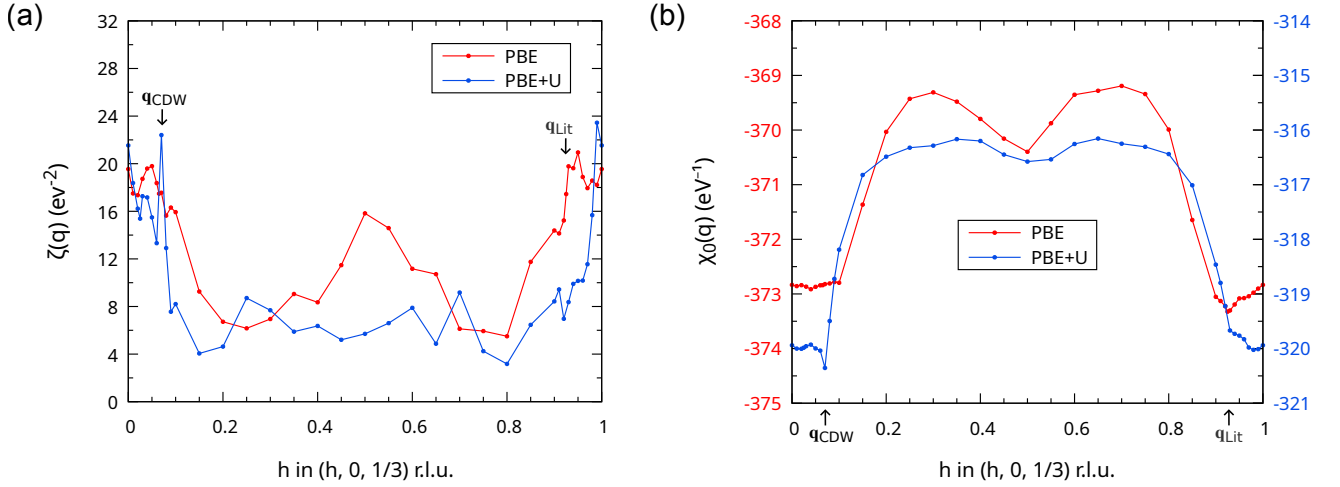 (a)
32
28
24
20
16
12
8
4
0
ζ(q) (ev⁻²)
PBE
PBE+U
qCDW
qLit
0
0.2
0.4
0.6
0.8
1
h in (h, 0, 1/3) r.l.u.
(b)
-368
-369
-370
-371
-372
-373
-374
-375
χ₀(q) (eV⁻¹)
-314
-315
-316
-317
-318
-319
-320
-321
PBE
PBE+U
0
0.2
0.4
0.6
0.8
1
qCDW
qLit
h in (h, 0, 1/3) r.l.u.